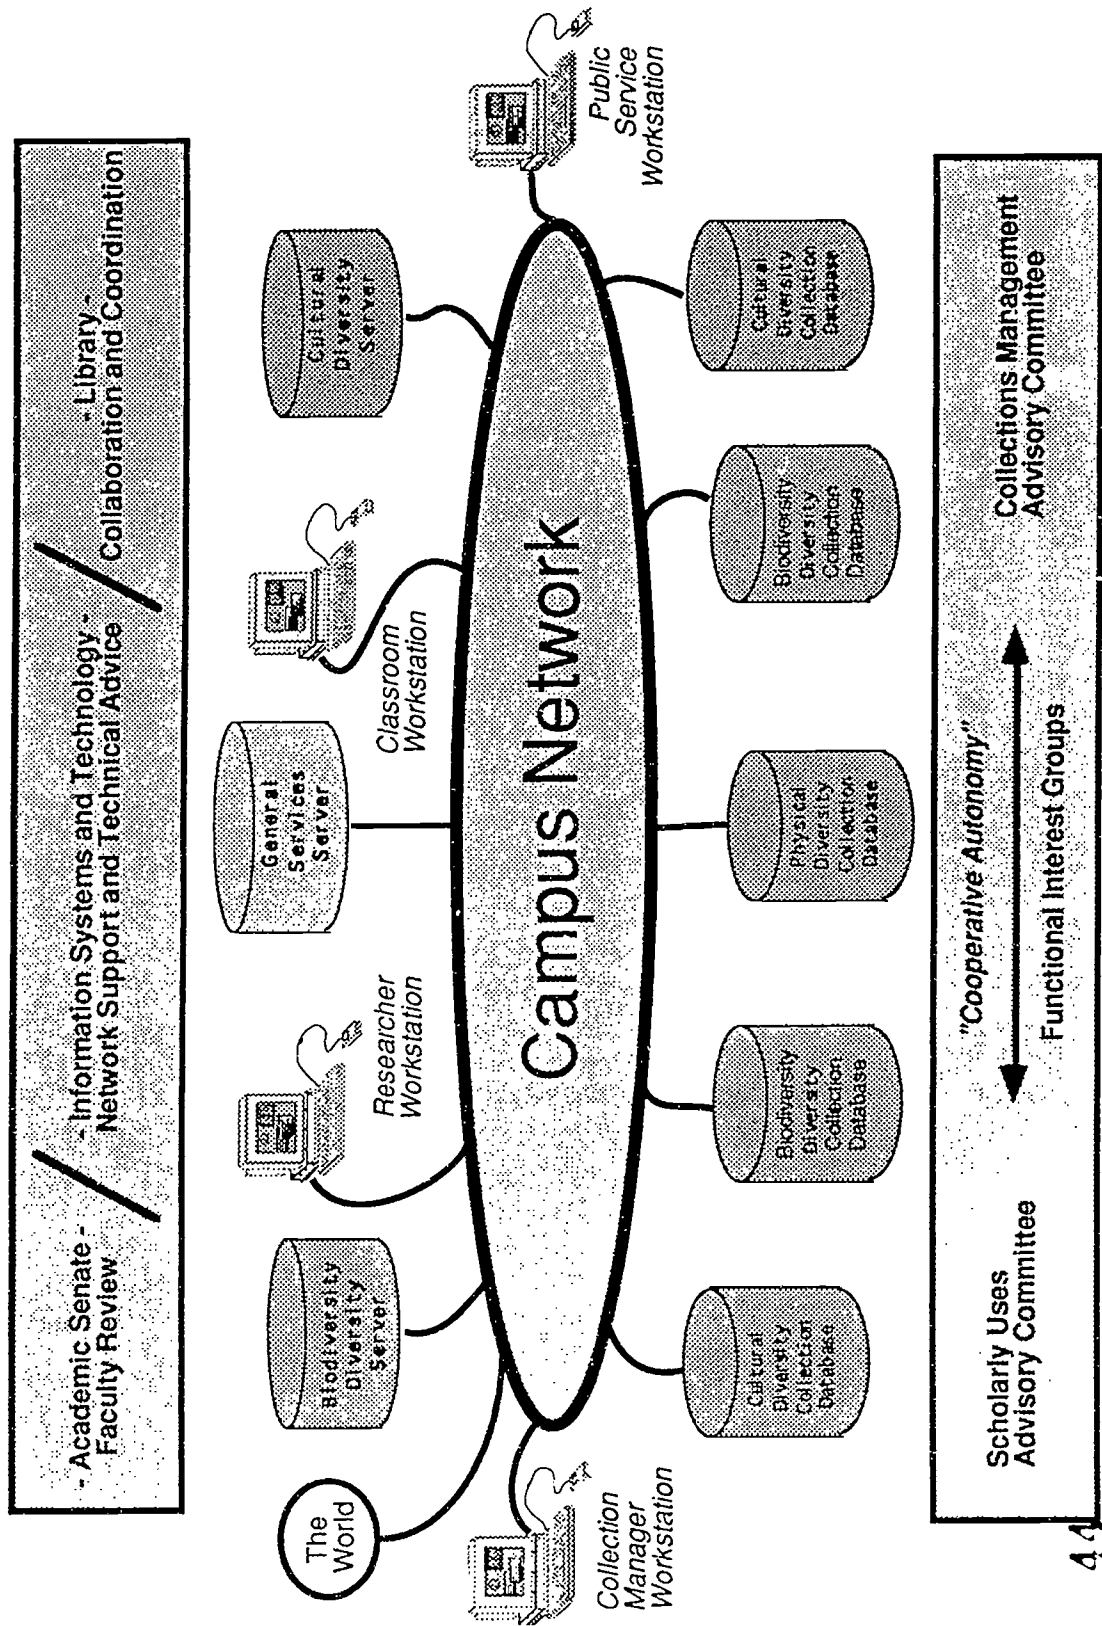 - Academic Senate -
Faculty Review
- Information Systems and Technology -
Network Support and Technical Advice
- Library -
Collaboration and Coordination
The
World
Biodiversity
Diversity
Server
Researcher
Workstation
General
Services
Server
Classroom
Workstation
Cultural
Diversity
Server
Collection
Manager
Workstation
Campus Network
Public
Service
Workstation
Cutural
Diversity
Collection
Database
Biodiversity
Diversity
Collection
Database
Physical
Diversity
Collection
Database
Biodiversity
Diversity
Collection
Database
Cutural
Diversity
Collection
Database
Scholarly Uses
Advisory Committee
"Cooperative Autonomy"
Functional Interest Groups
Collections Management
Advisory Committee